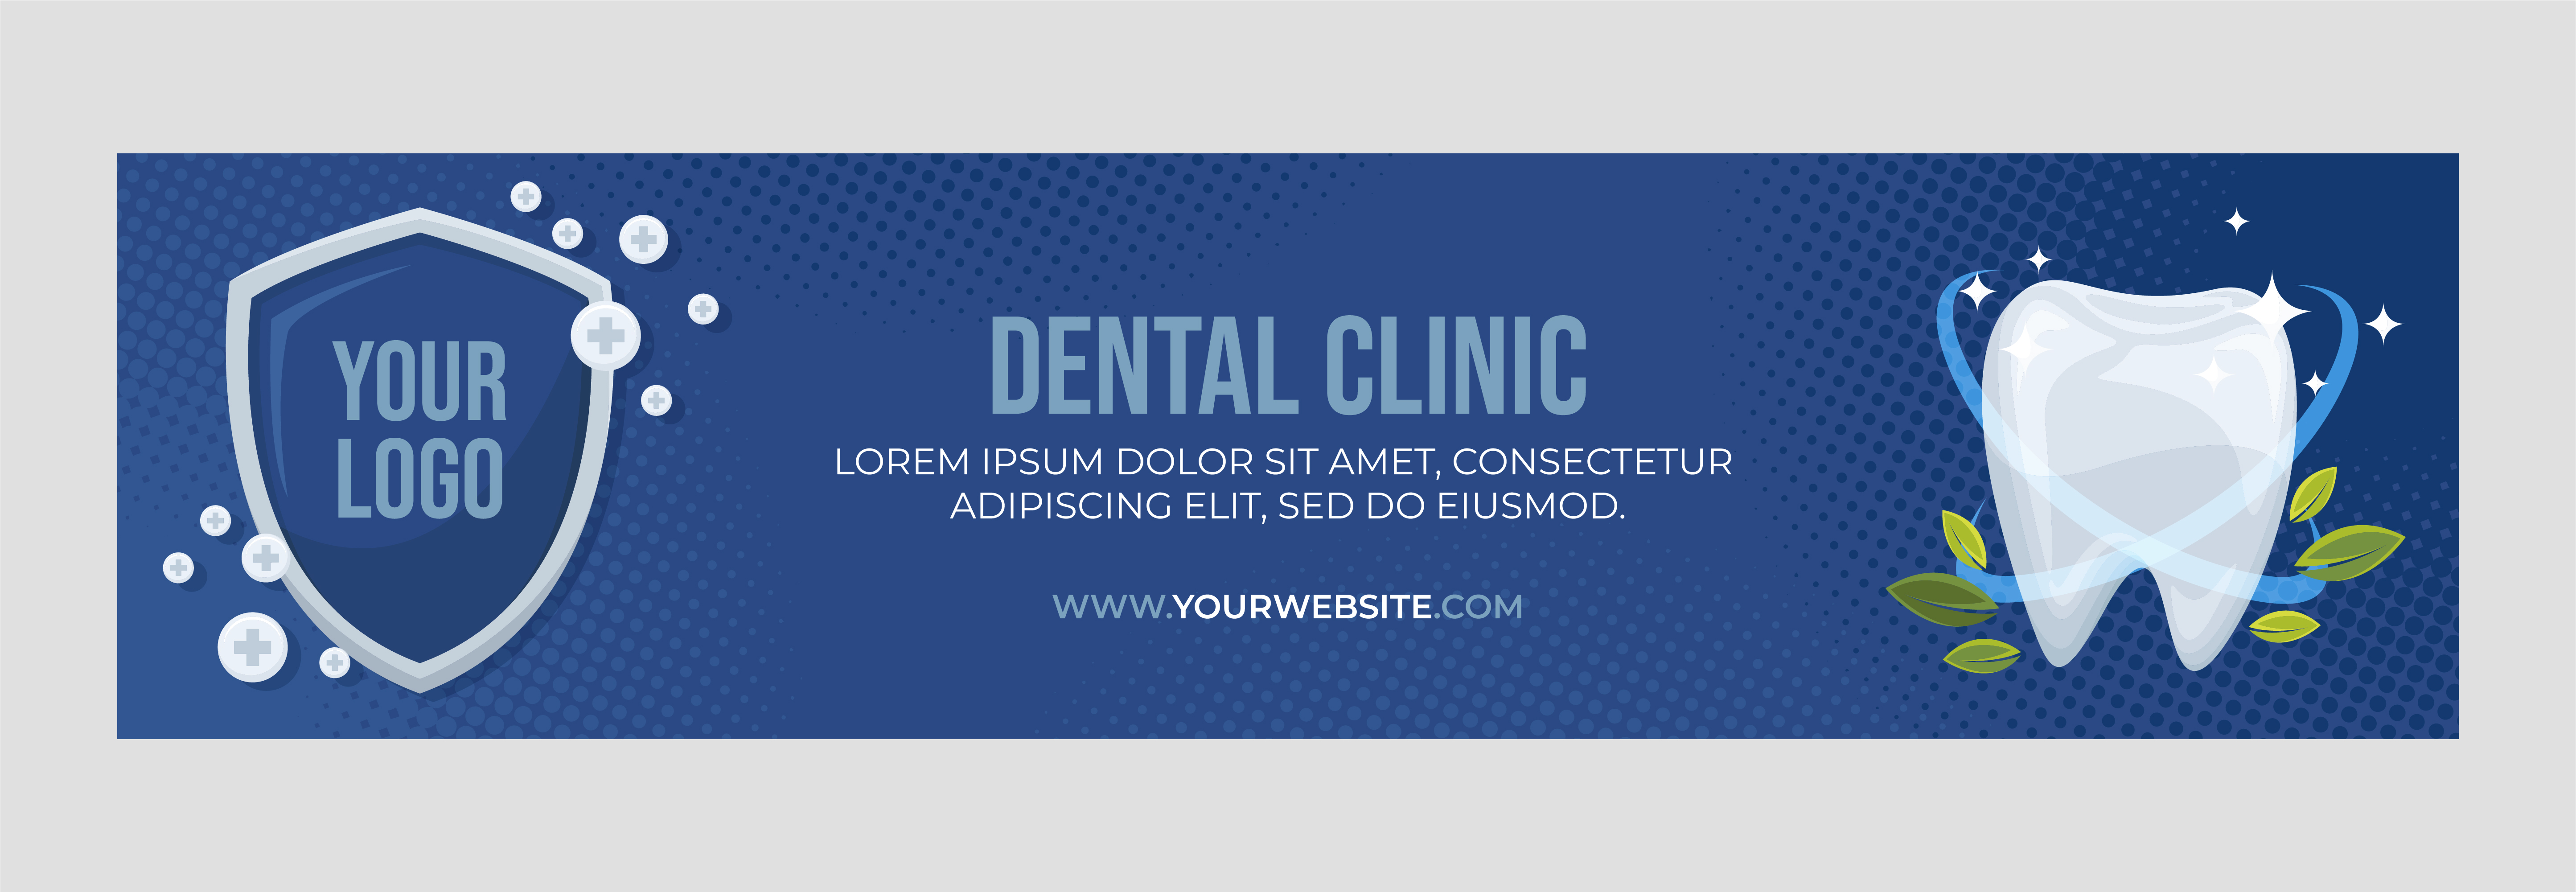 YOUR
LOGO
DENTAL CLINIC
LOREM IPSUM DOLOR SIT AMET, CONSECTETUR
ADIPISCING ELIT, SED DO EIUSMOD.
WWW.YOURWEBSITE.COM